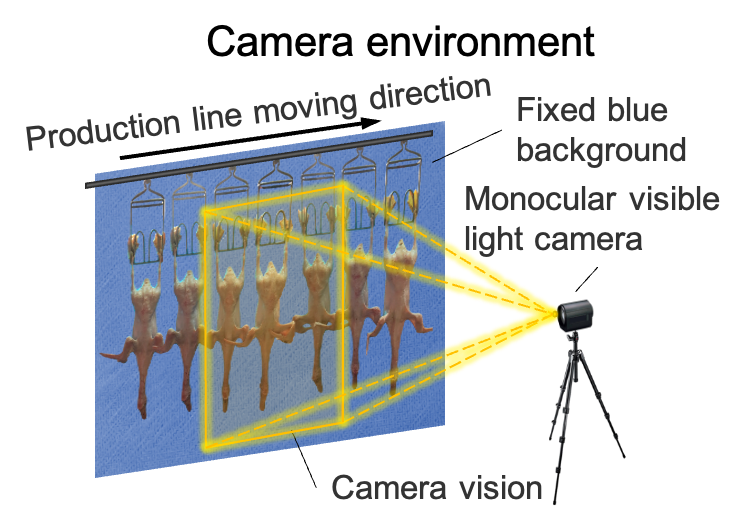 Camera environment
Production line moving direction
Fixed blue
background
Monocular visible
light camera
Camera vision